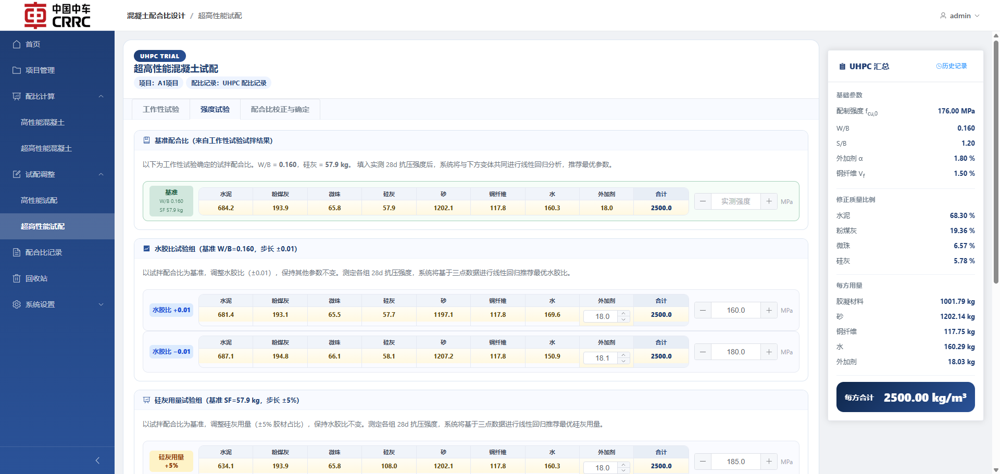 中国中车
CRRC
混凝土配合比设计 / 超高性能试配
admin
首页
项目管理
配比计算
高性能混凝土
超高性能混凝土
试配调整
高性能试配
超高性能试配
配合比记录
回收站
系统设置
UHPC TRIAL
超高性能混凝土试配
项目：A1项目 配比记录：UHPC 配比记录
工作性试验 强度试验 配合比校正与确定
基准配合比（来自工作性试验试拌结果）
以下为工作性试验确定的试拌配合比。W/B = 0.160，硅灰 = 57.9 kg。 填入实测 28d 抗压强度后，系统将与下方变体共同进行线性回归分析，推荐最优参数。
基准
W/B 0.160
SF 57.9 kg
水泥 粉煤灰 微珠 硅灰 砂 钢纤维 水 外加剂 合计
684.2 193.9 65.8 57.9 1202.1 117.8 160.3 18.0 2500.0
实测强度 MPa
水胶比试验组（基准 W/B=0.160，步长 ±0.01）
以试拌配合比为基准，调整水胶比（±0.01），保持其他参数不变。测定各组 28d 抗压强度，系统将基于三点数据进行线性回归推荐最优水胶比。
水胶比 +0.01
水泥 粉煤灰 微珠 硅灰 砂 钢纤维 水 外加剂 合计
681.4 193.1 65.5 57.7 1197.1 117.8 169.6 18.0 2500.0
160.0 MPa
水胶比 −0.01
水泥 粉煤灰 微珠 硅灰 砂 钢纤维 水 外加剂 合计
687.1 194.8 66.1 58.1 1207.2 117.8 150.9 18.1 2500.0
180.0 MPa
硅灰用量试验组（基准 SF=57.9 kg，步长 ±5%）
以试拌配合比为基准，调整硅灰用量（±5% 胶材占比），保持水胶比不变。测定各组 28d 抗压强度，系统将基于三点数据进行线性回归推荐最优硅灰用量。
硅灰用量
+5%
水泥 粉煤灰 微珠 硅灰 砂 钢纤维 水 外加剂 合计
634.1 193.9 65.8 108.0 1202.1 117.8 160.3 18.0 2500.0
185.0 MPa
UHPC 汇总 历史记录
基础参数
配制强度 fcu,0 176.00 MPa
W/B 0.160
S/B 1.20
外加剂 α 1.80 %
钢纤维 Vf 1.50 %
修正质量比例
水泥 68.30 %
粉煤灰 19.36 %
微珠 6.57 %
硅灰 5.78 %
每方用量
胶凝材料 1001.79 kg
砂 1202.14 kg
钢纤维 117.75 kg
水 160.29 kg
外加剂 18.03 kg
每方合计 2500.00 kg/m³